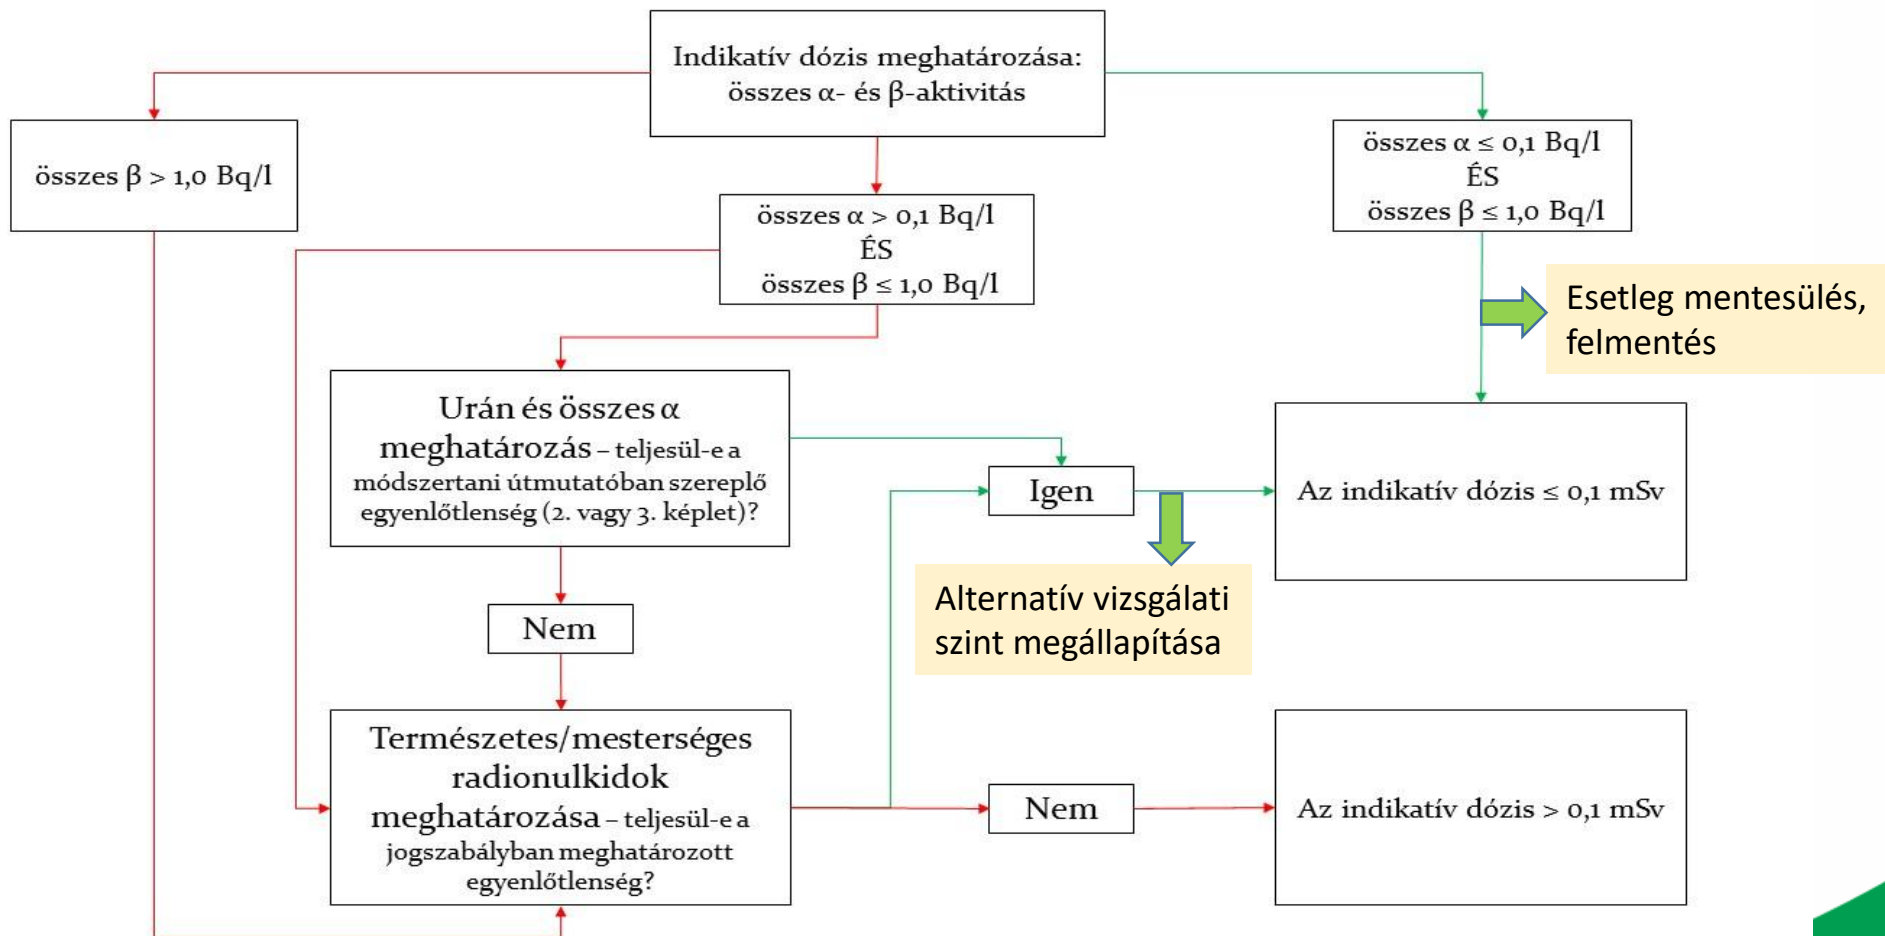 Indikatív dózis meghatározása:
összes α- és β-aktivitás
összes β > 1,0 Bq/l
összes α > 0,1 Bq/l
ÉS
összes β ≤ 1,0 Bq/l
összes α ≤ 0,1 Bq/l
ÉS
összes β ≤ 1,0 Bq/l
Esetleg mentesülés,
felmentés
Urán és összes α
meghatározás – teljesül-e a
módszertani útmutatóban szereplő
egyenlőtlenség (2. vagy 3. képlet)?
Igen
Az indikatív dózis ≤ 0,1 mSv
Alternatív vizsgálati
szint megállapítása
Nem
Természetes/mesterséges
radionulkidok
meghatározása – teljesül-e a
jogszabályban meghatározott
egyenlőtlenség?
Nem
Az indikatív dózis > 0,1 mSv